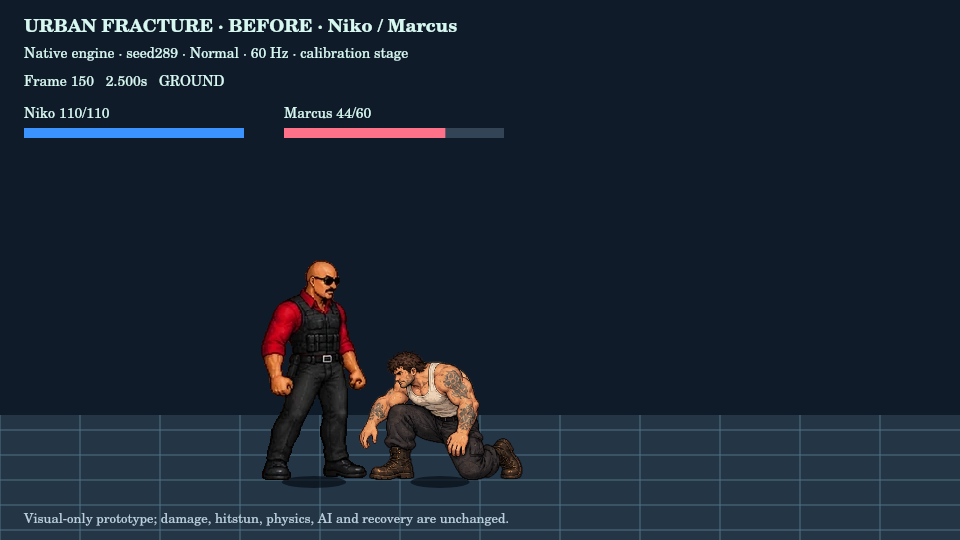 URBAN FRACTURE · BEFORE · Niko / Marcus
Native engine · seed289 · Normal · 60 Hz · calibration stage
Frame 150 2.500s GROUND
Niko 110/110 Marcus 44/60
Visual-only prototype; damage, hitstun, physics, AI and recovery are unchanged.